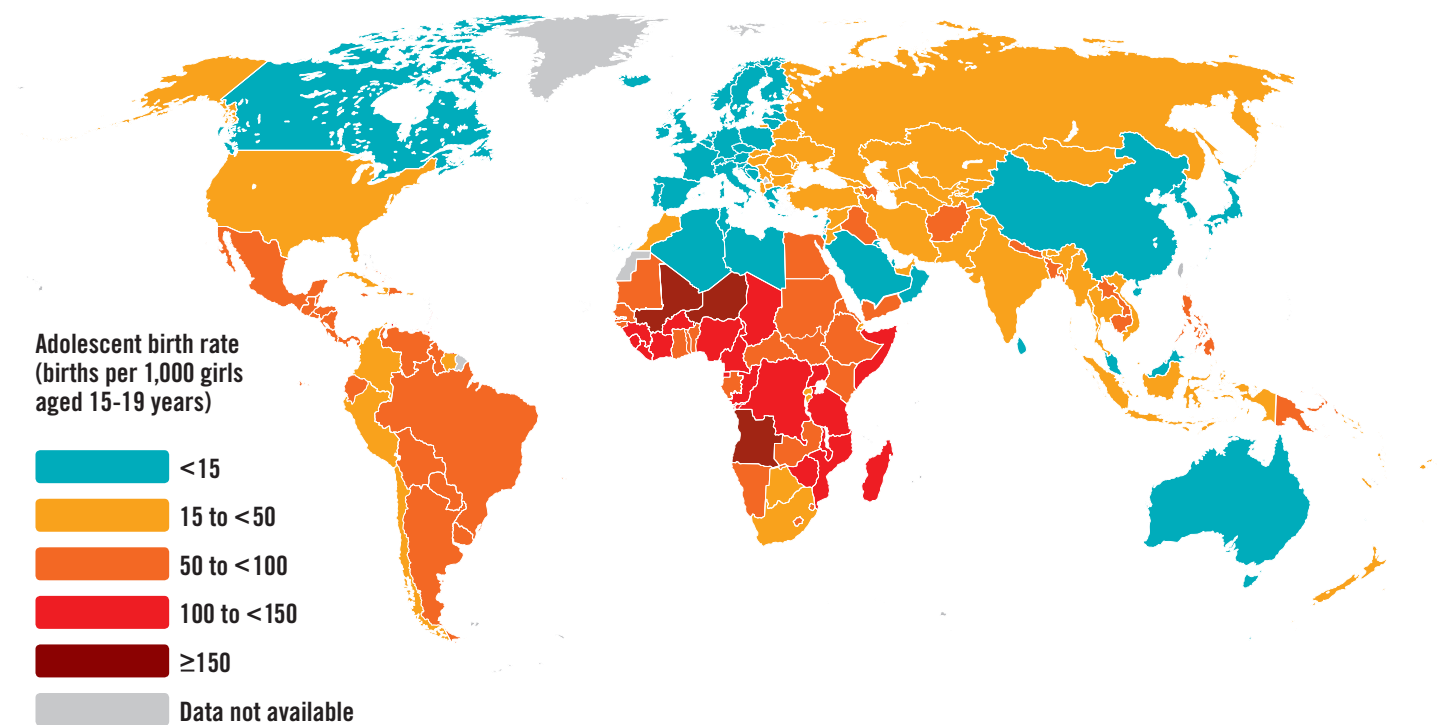 Adolescent birth rate
(births per 1,000 girls
aged 15-19 years)
<15
15 to <50
50 to <100
100 to <150
≥150
Data not available